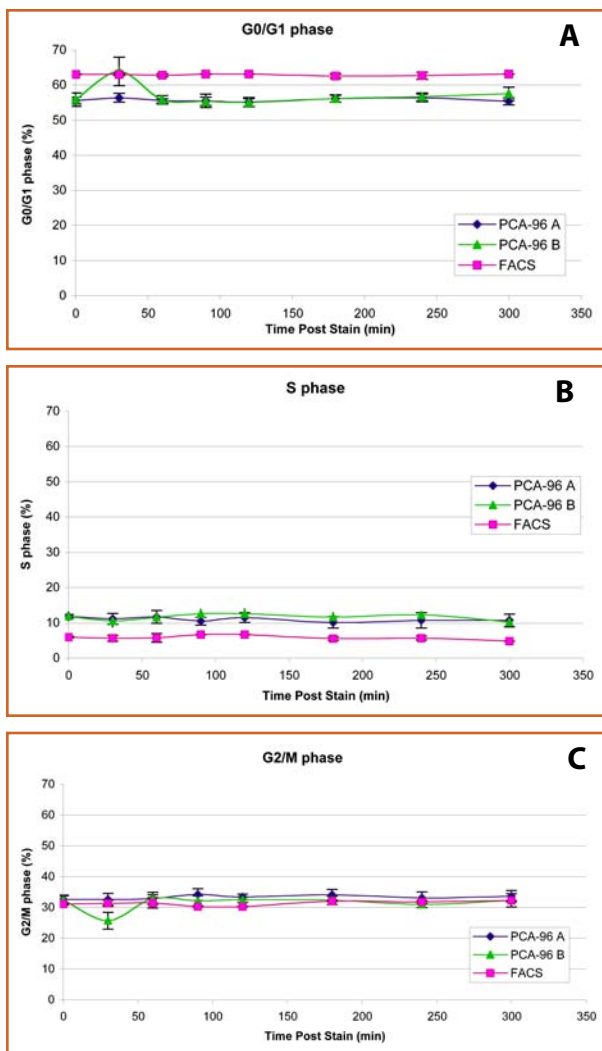 G0/G1 phase
A
70
60
50
40
30
20
10
0
G0/G1 phase (%)
PCA-96 A
PCA-96 B
FACS
0 50 100 150 200 250 300 350
Time Post Stain (min)
S phase
B
70
60
50
40
30
20
10
0
S phase (%)
PCA-96 A
PCA-96 B
FACS
0 50 100 150 200 250 300 350
Time Post Stain (min)
G2/M phase
C
70
60
50
40
30
20
10
0
G2/M phase (%)
PCA-96 A
PCA-96 B
FACS
0 50 100 150 200 250 300 350
Time Post Stain (min)